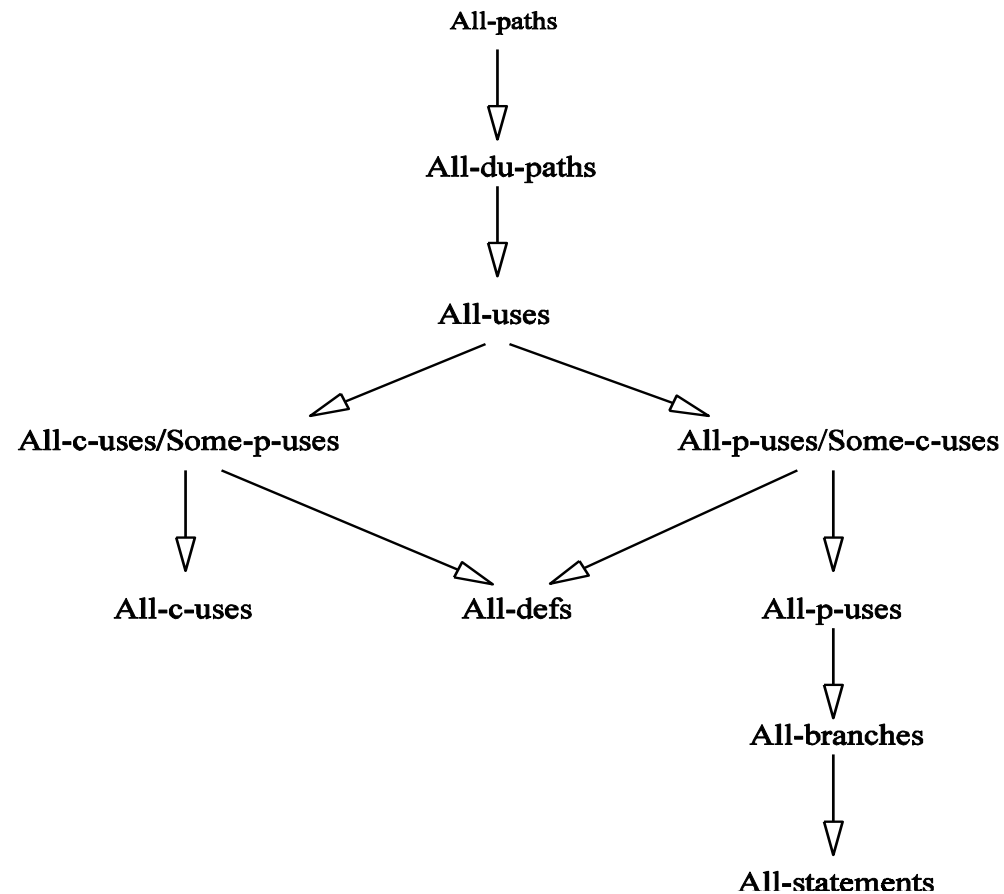 All-paths
All-du-paths
All-uses
All-c-uses/Some-p-uses
All-p-uses/Some-c-uses
All-c-uses
All-defs
All-p-uses
All-branches
All-statements